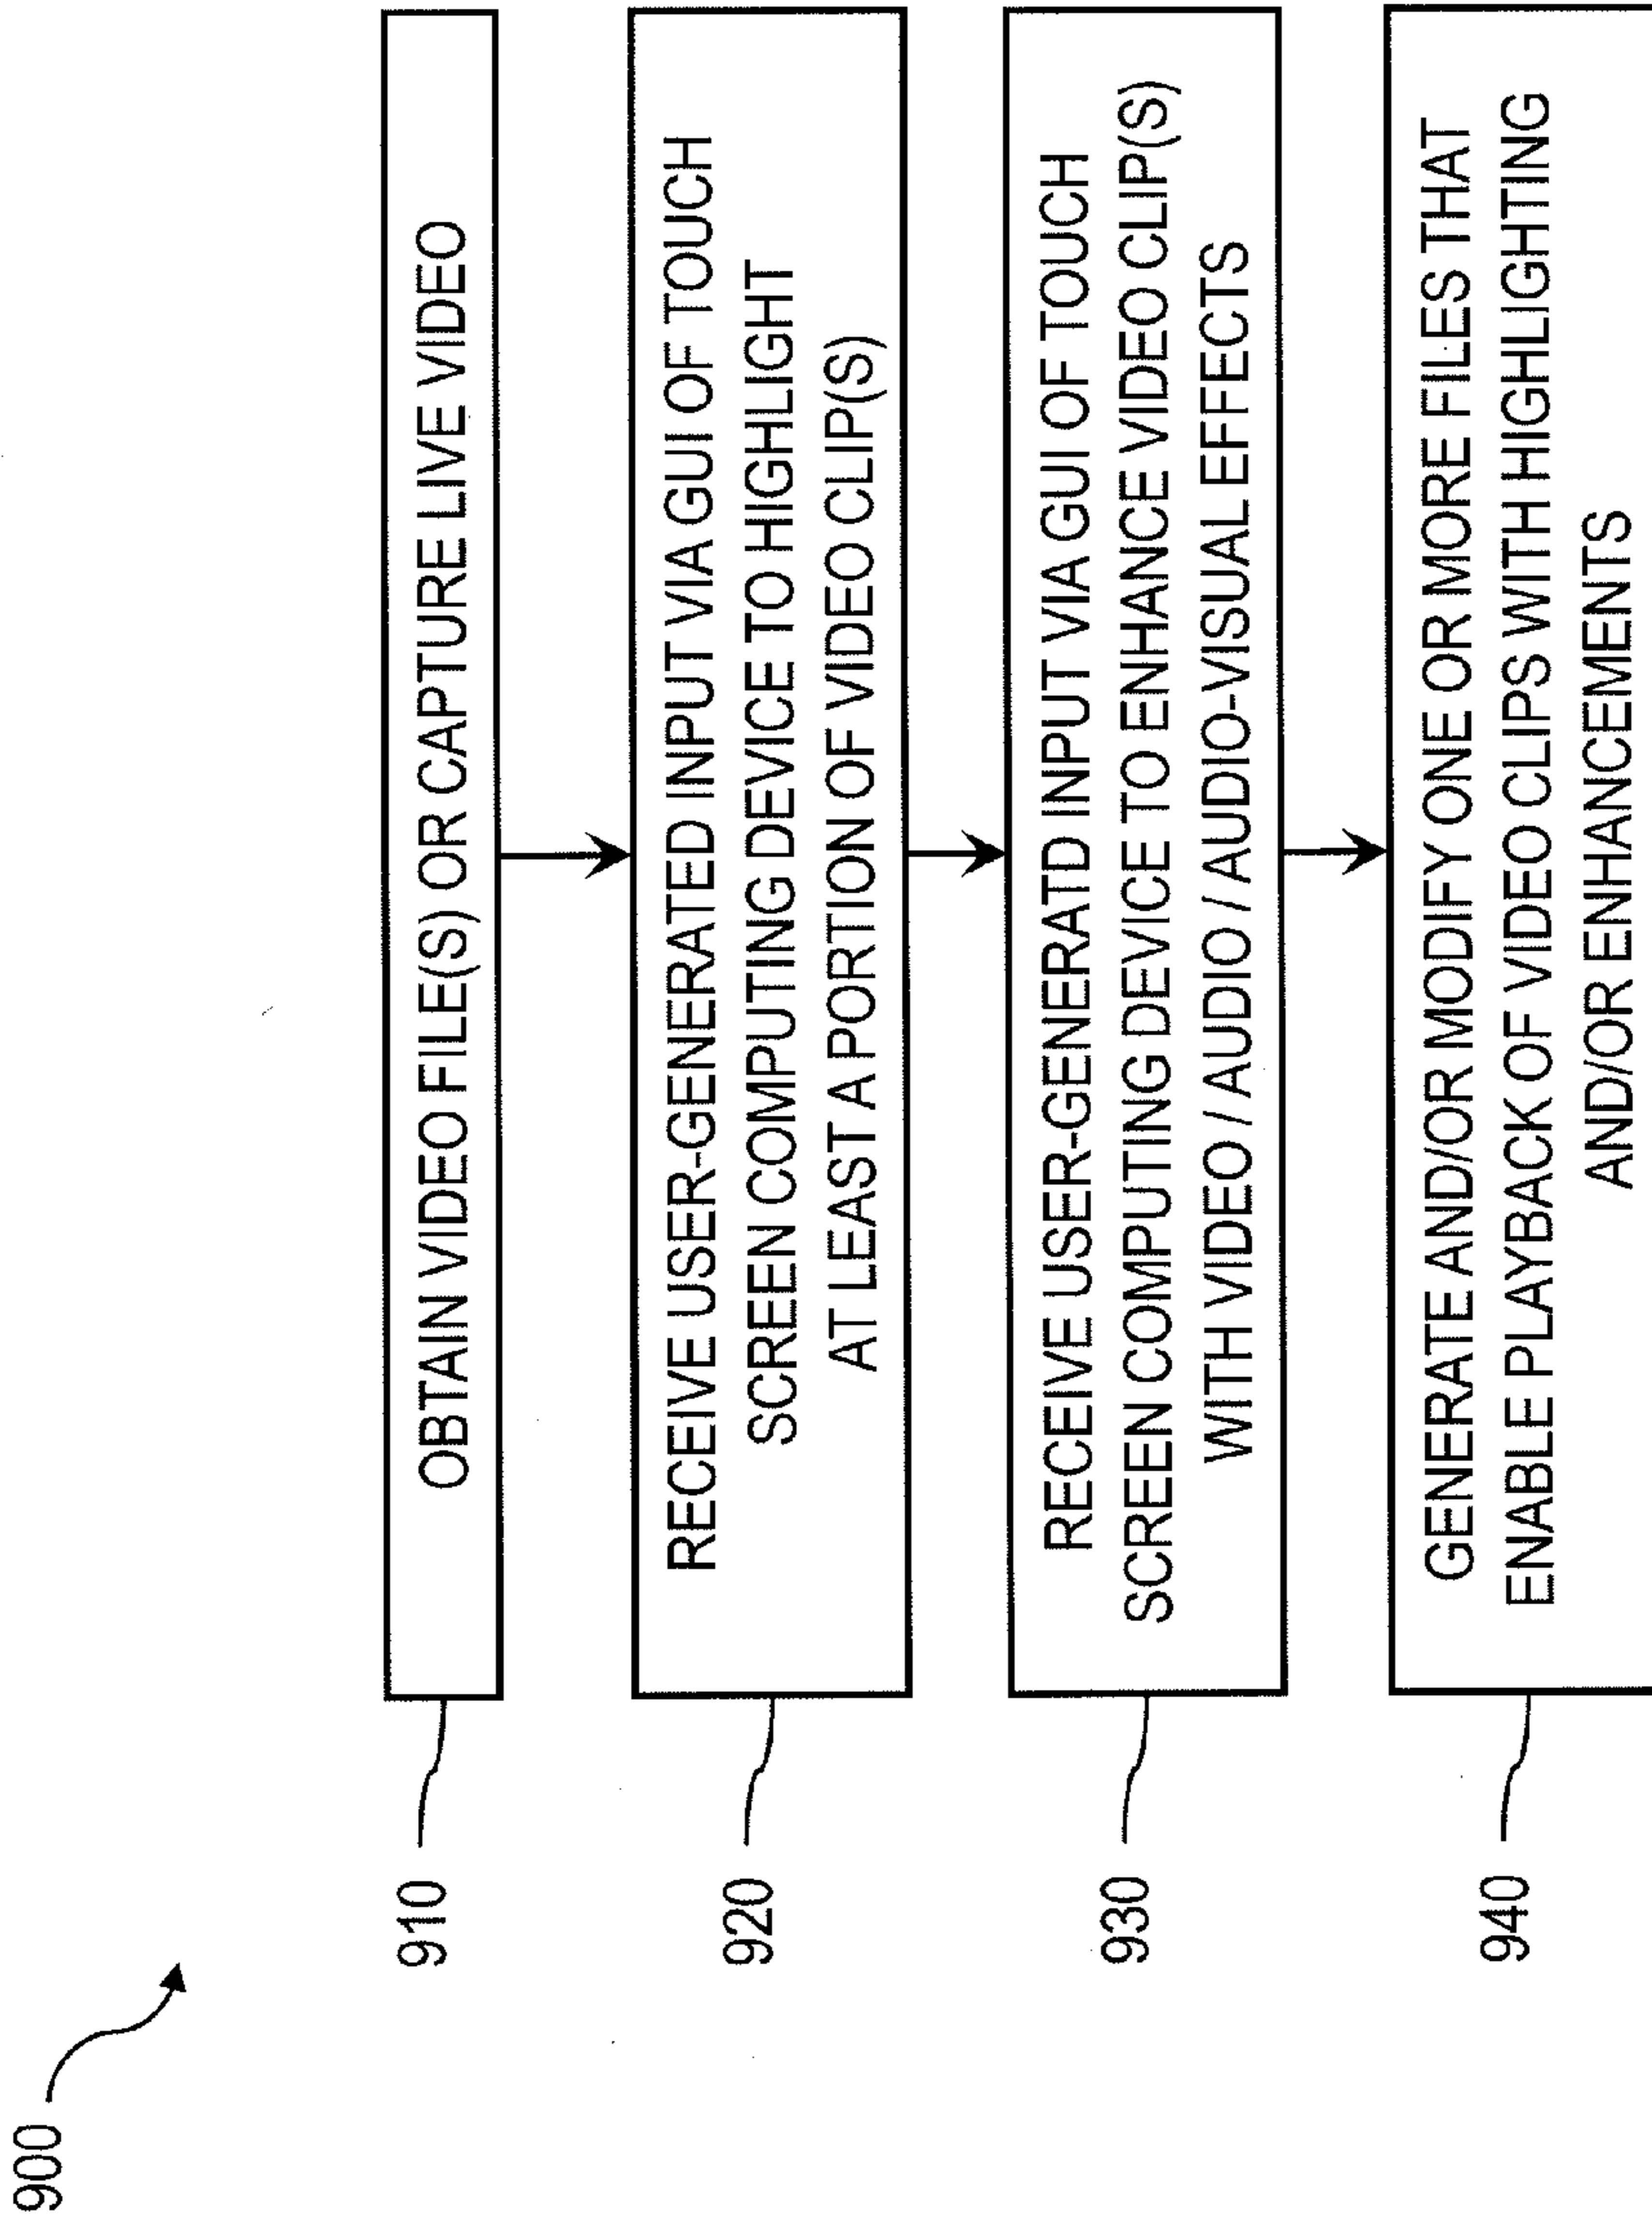 900
910
OBTAIN VIDEO FILE(S) OR CAPTURE LIVE VIDEO
920
RECEIVE USER-GENERATED INPUT VIA GUI OF TOUCH
SCREEN COMPUTING DEVICE TO HIGHLIGHT
AT LEAST A PORTION OF VIDEO CLIP(S)
930
RECEIVE USER-GENERATD INPUT VIA GUI OF TOUCH
SCREEN COMPUTING DEVICE TO ENHANCE VIDEO CLIP(S)
WITH VIDEO / AUDIO / AUDIO-VISUAL EFFECTS
940
GENERATE AND/OR MODIFY ONE OR MORE FILES THAT
ENABLE PLAYBACK OF VIDEO CLIPS WITH HIGHLIGHTING
AND/OR ENHANCEMENTS